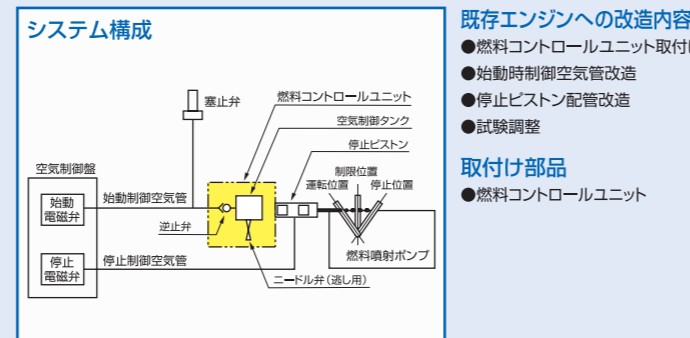 システム構成
塞止弁
燃料コントロールユニット
空気制御タンク
停止ピストン
制限位置
運転位置
停止位置
空気制御盤
始動
電磁弁
始動制御空気管
逆止弁
停止
電磁弁
停止制御空気管
ニードル弁（逃し用）
燃料噴射ポンプ
既存エンジンへの改造内容
●燃料コントロールユニット取付
●始動時制御空気管改造
●停止ピストン配管改造
●試験調整
取付け部品
●燃料コントロールユニット